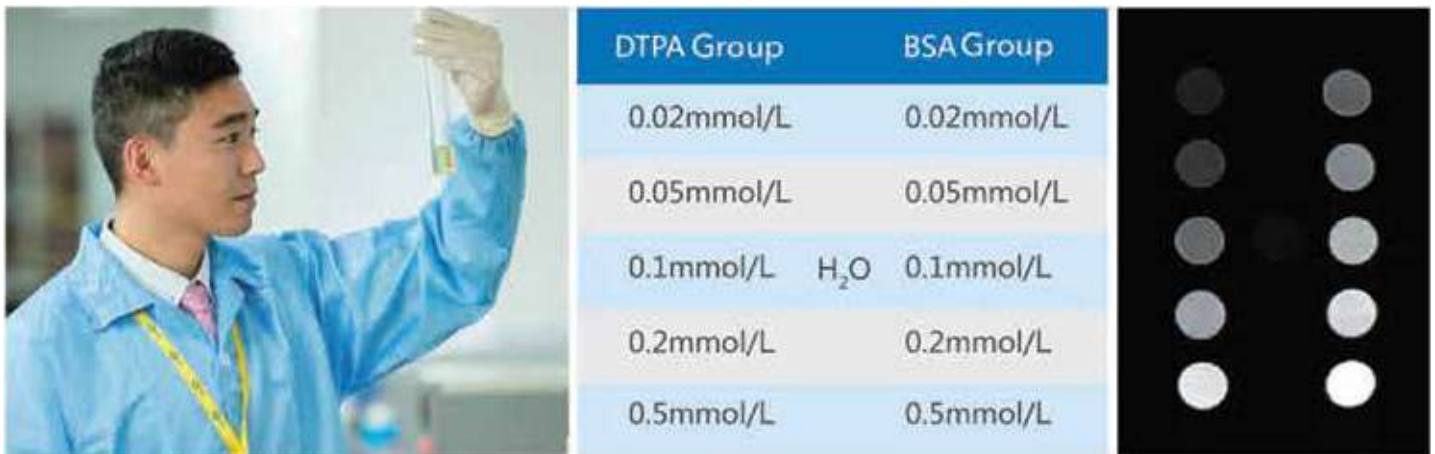 DTPA Group BSA Group
0.02mmol/L 0.02mmol/L
0.05mmol/L 0.05mmol/L
0.1mmol/L H₂O 0.1mmol/L
0.2mmol/L 0.2mmol/L
0.5mmol/L 0.5mmol/L